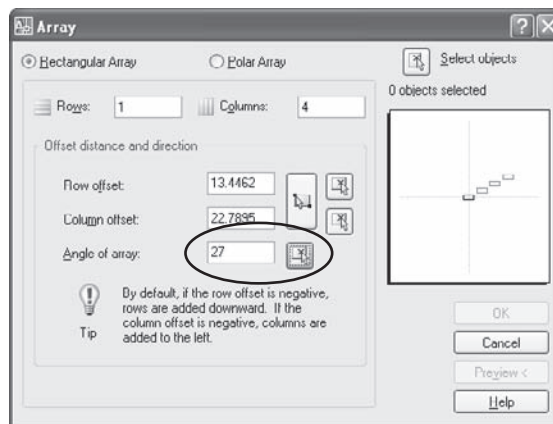 Array
Rectangular Array
Polar Array
Select objects
0 objects selected
Rows: 1
Columns: 4
Offset distance and direction
Row offset: 13.4462
Column offset: 22.7895
Angle of array: 27
By default, if the row offset is negative,
rows are added downward. If the
column offset is negative, columns are
added to the left.
Tip
OK
Cancel
Preview <
Help